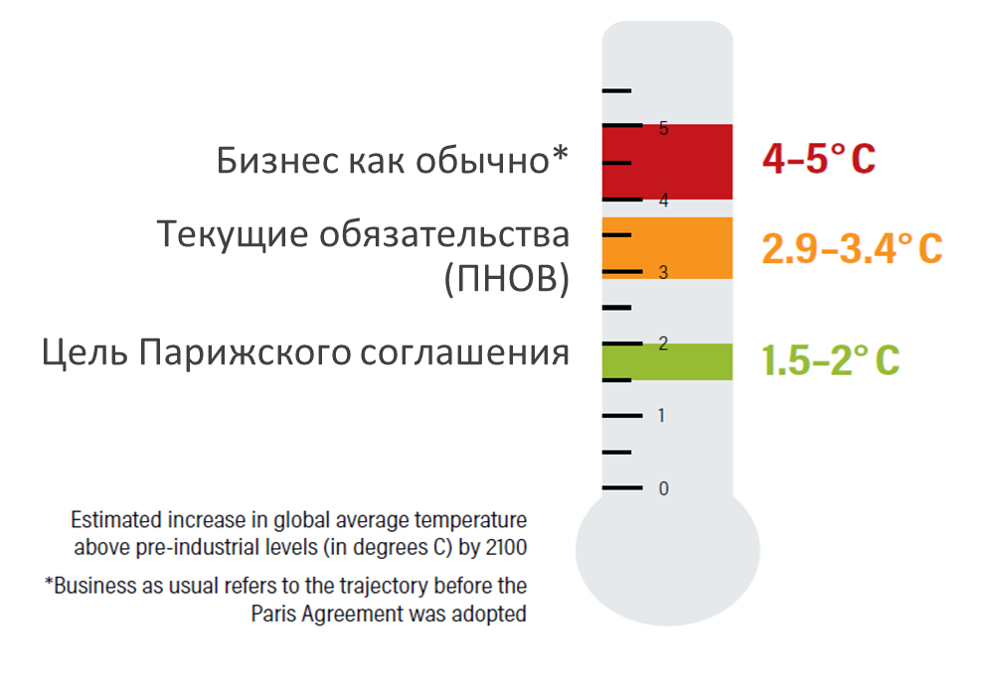 5
Бизнес как обычно*
4–5° C
4
Текущие обязательства
(ПНОВ)
2.9–3.4° C
3
2
Цель Парижского соглашения
1.5–2° C
1
0
Estimated increase in global average temperature
above pre-industrial levels (in degrees C) by 2100
*Business as usual refers to the trajectory before the
Paris Agreement was adopted